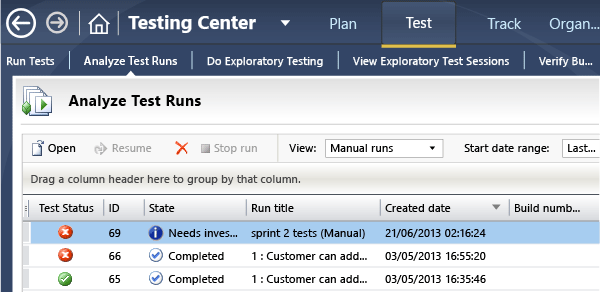 Testing Center Plan Test Track Organ...
Run Tests Analyze Test Runs Do Exploratory Testing View Exploratory Test Sessions Verify Bu...
Analyze Test Runs
Open Resume Stop run View: Manual runs Start date range: Last...
Drag a column header here to group by that column.
Test Status ID State Run title Created date Build numb...
69 Needs inves... sprint 2 tests (Manual) 21/06/2013 02:16:24
66 Completed 1 : Customer can add... 03/05/2013 16:55:20
65 Completed 1 : Customer can add... 03/05/2013 16:35:46